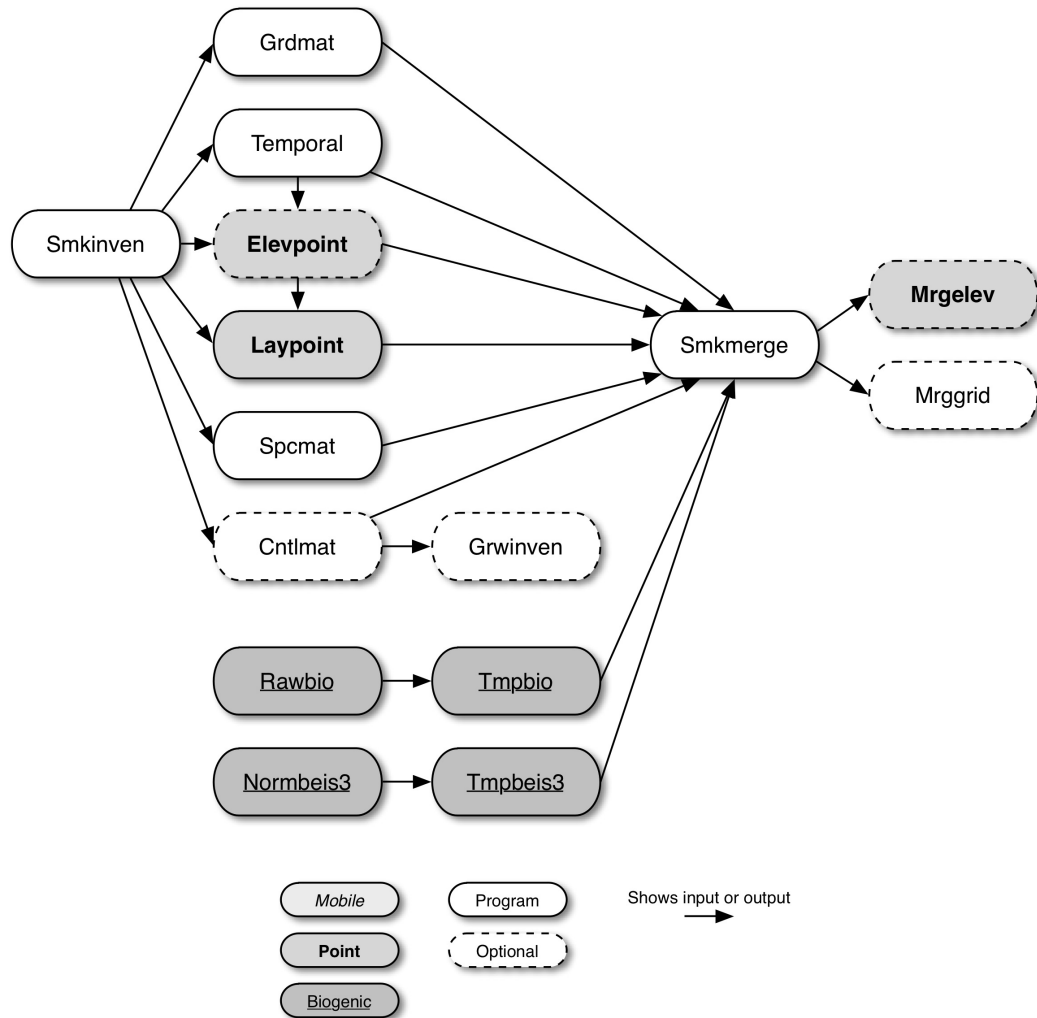 Grdmat
Temporal
Smkinven
Elevpoint
Mrgelev
Laypoint
Smkmerge
Mrggrid
Spcmat
Cntlmat
Grwinven
Rawbio
Tmpbio
Normbeis3
Tmpbeis3
Mobile
Program
Shows input or output
Point
Optional
Biogenic